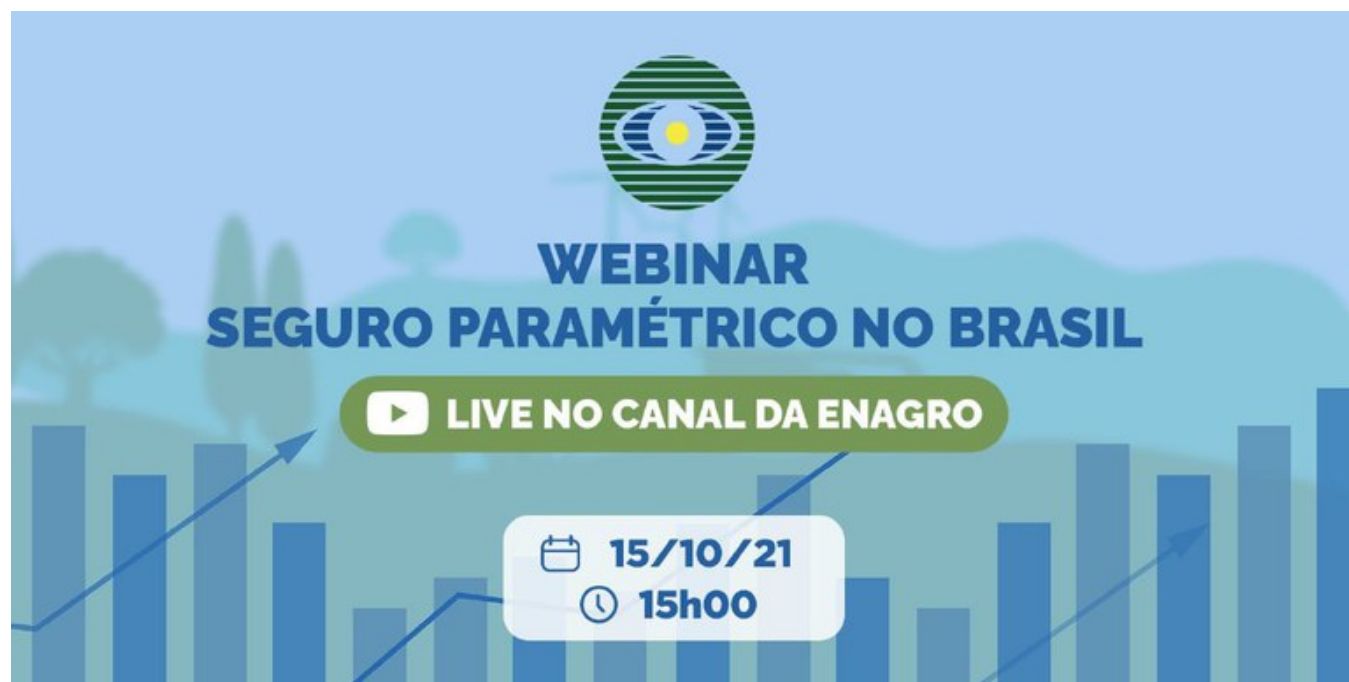 WEBINAR
SEGURO PARAMÉTRICO NO BRASIL
LIVE NO CANAL DA ENAGRO
15/10/21
15h00